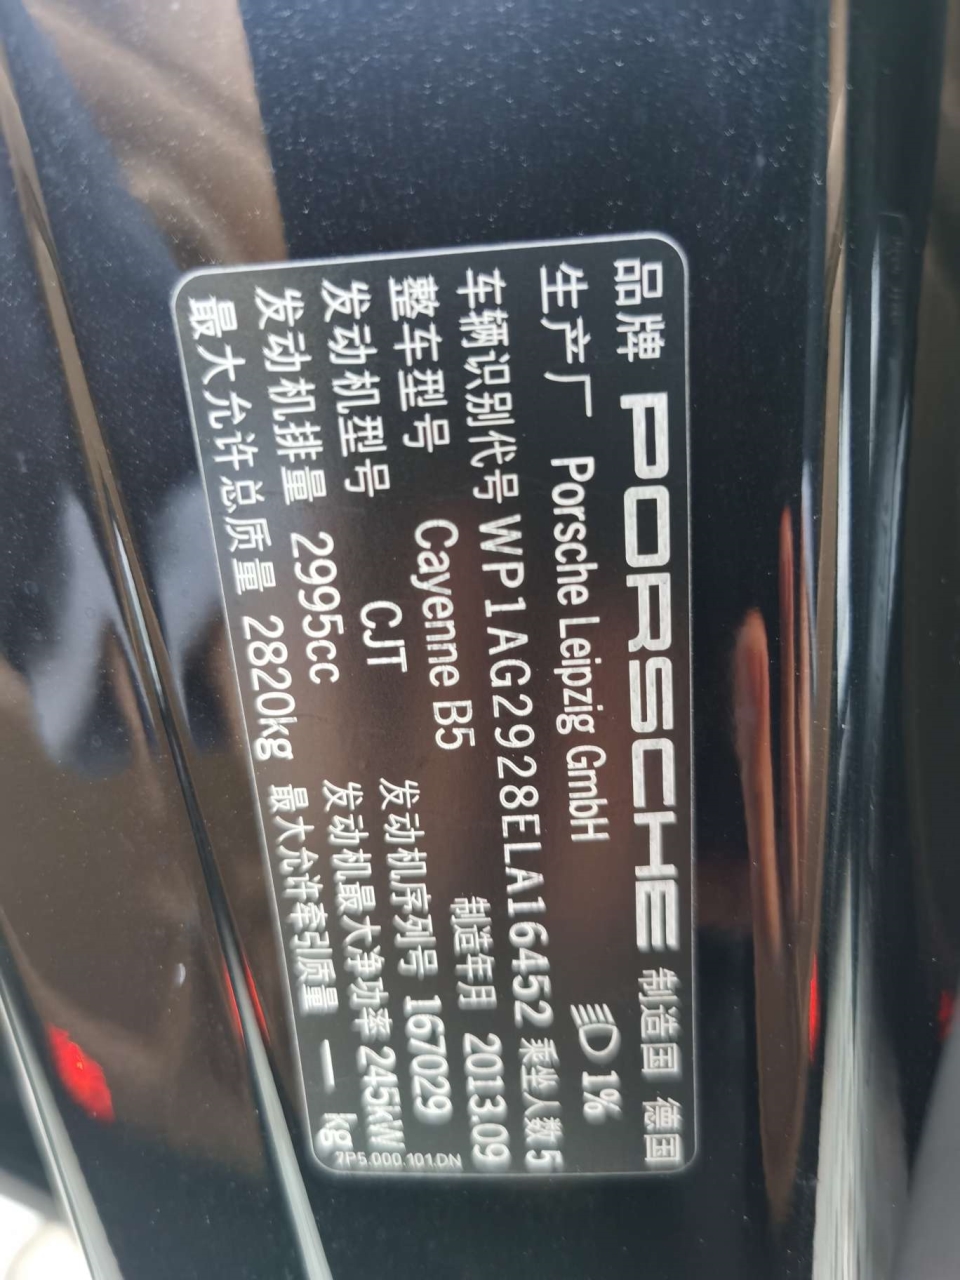 品牌 PORSCHE 制造国 德国
生产厂 Porsche Leipzig GmbH 1%
车辆识别代号 WP1AG2928ELA16452 乘坐人数 5
整车型号 Cayenne B5 制造年月 2013.09
发动机型号 CJT 发动机序列号 167029
发动机排量 2995cc 发动机最大净功率 245kW
最大允许总质量 2820kg 最大允许牵引质量 — kg
7P5.000.101.DN